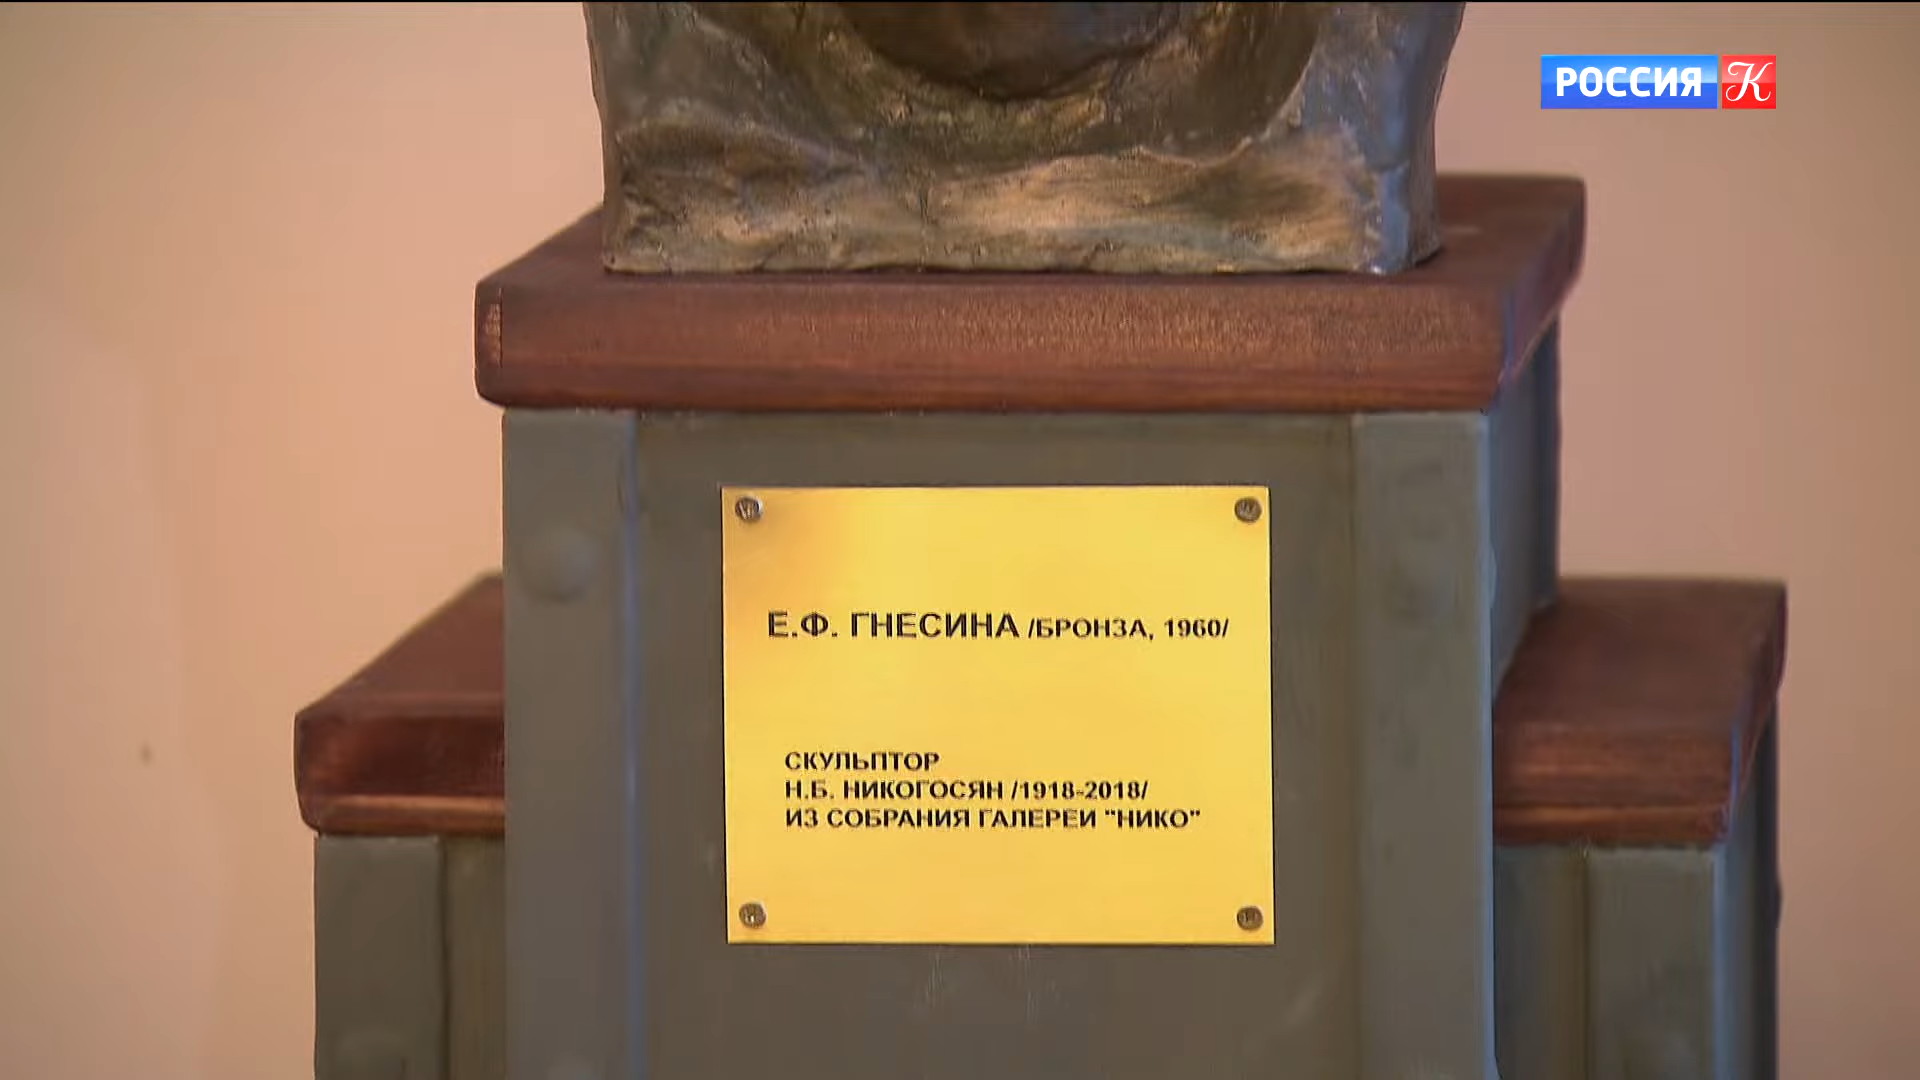 РОССИЯ К
Е.Ф. ГНЕСИНА /БРОНЗА, 1960/
СКУЛЬПТОР
Н.Б. НИКОГОСЯН /1918-2018/
ИЗ СОБРАНИЯ ГАЛЕРЕИ "НИКО"